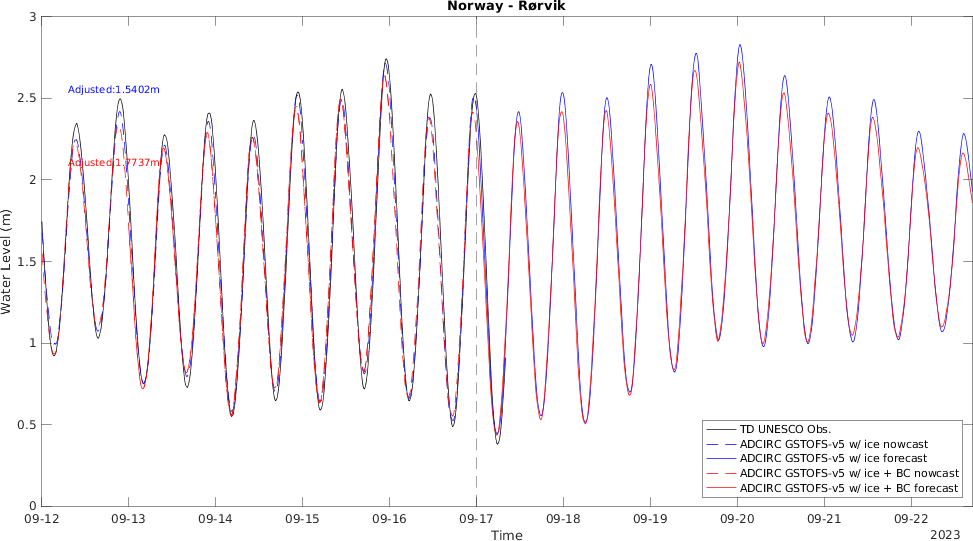 Norway - Rørvik
3
2.5
2
1.5
1
0.5
0
Water Level (m)
Adjusted:1.5402m
Adjusted:1.7737m
TD UNESCO Obs.
ADCIRC GSTOFS-v5 w/ ice nowcast
ADCIRC GSTOFS-v5 w/ ice forecast
ADCIRC GSTOFS-v5 w/ ice + BC nowcast
ADCIRC GSTOFS-v5 w/ ice + BC forecast
09-12 09-13 09-14 09-15 09-16 09-17 09-18 09-19 09-20 09-21 09-22
Time
2023